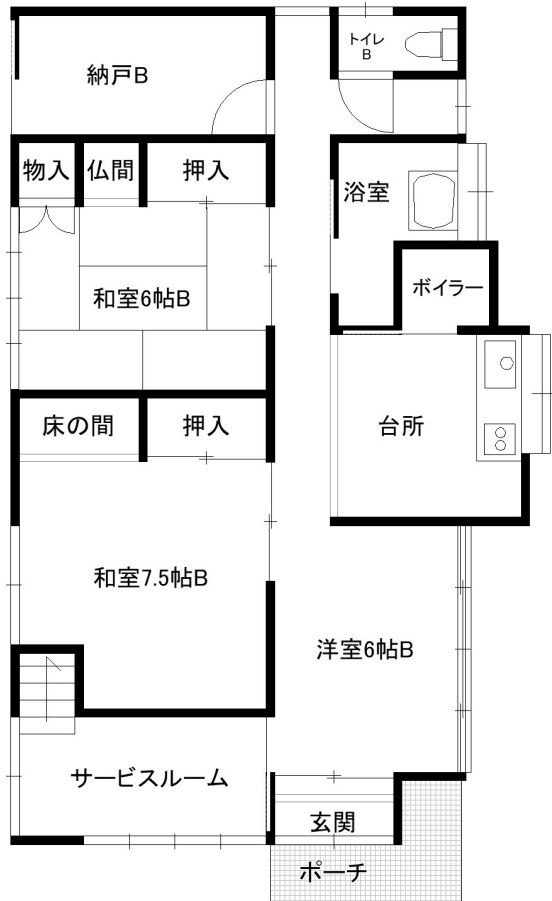 トイレ
B
納戸B
物入
仏間
押入
浴室
和室6帖B
ボイラー
床の間
押入
台所
和室7.5帖B
洋室6帖B
サービスルーム
玄関
ポーチ